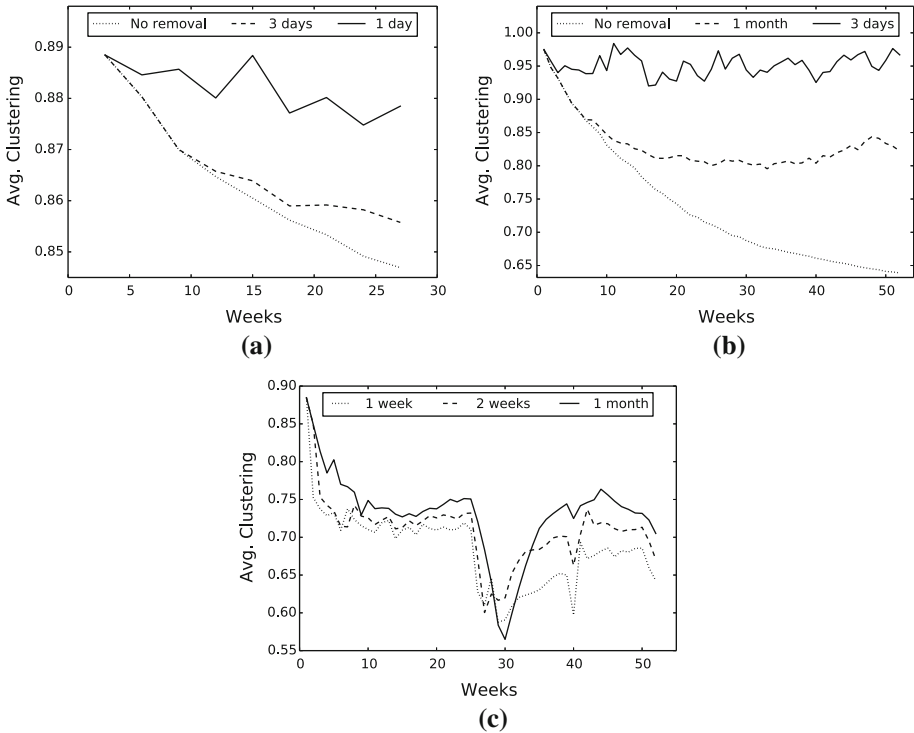 No removal 3 days 1 day
0.89
0.88
0.87
0.86
0.85
Avg. Clustering
0 5 10 15 20 25 30
Weeks
(a)
No removal 1 month 3 days
1.00
0.95
0.90
0.85
0.80
0.75
0.70
0.65
Avg. Clustering
0 10 20 30 40 50
Weeks
(b)
1 week 2 weeks 1 month
0.90
0.85
0.80
0.75
0.70
0.65
0.60
0.55
Avg. Clustering
0 10 20 30 40 50
Weeks
(c)